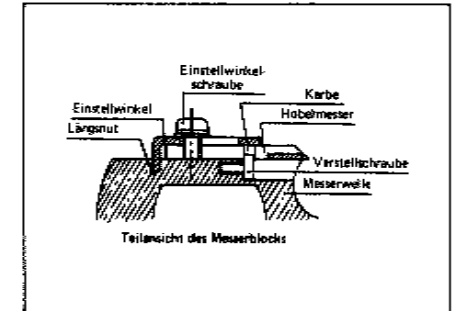 Einstellwinkel-
schraube
Karbe
Hobelmesser
Einstellwinkel
Längsnut
Verstellschraube
Messerwelle
Teilansicht des Messerblocks